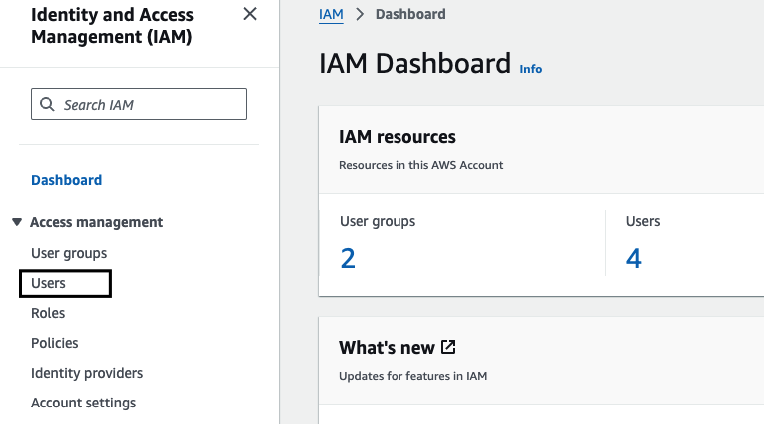 Identity and Access
Management (IAM)
Search IAM
Dashboard
Access management
User groups
Users
Roles
Policies
Identity providers
Account settings
IAM
Dashboard
IAM Dashboard Info
IAM resources
Resources in this AWS Account
User groups
2
Users
4
What's new
Updates for features in IAM